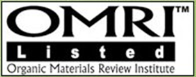 OMRI™
Listed
Organic Materials Review Institute